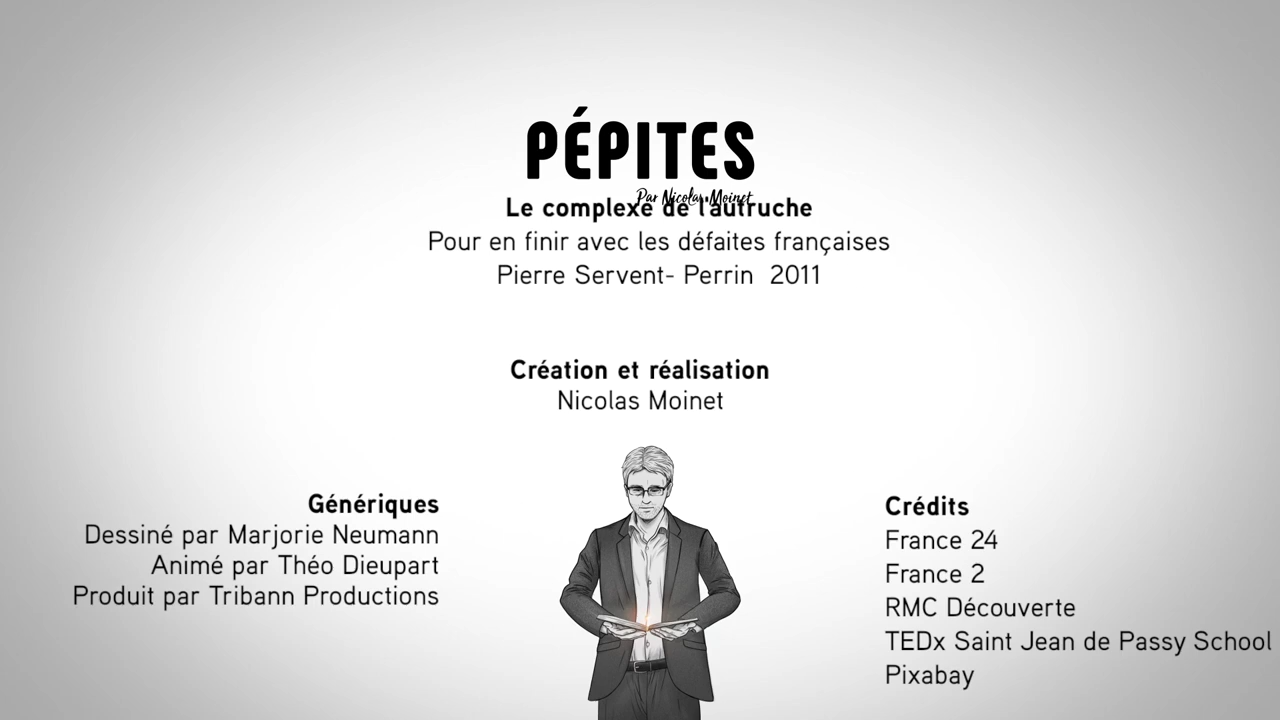 PÉPITES
Par Nicolas Moinet
Le complexe de l'autruche
Pour en finir avec les défaites françaises
Pierre Servent- Perrin 2011
Création et réalisation
Nicolas Moinet
Génériques
Dessiné par Marjorie Neumann
Animé par Théo Dieupart
Produit par Tribann Productions
Crédits
France 24
France 2
RMC Découverte
TEDx Saint Jean de Passy School
Pixabay